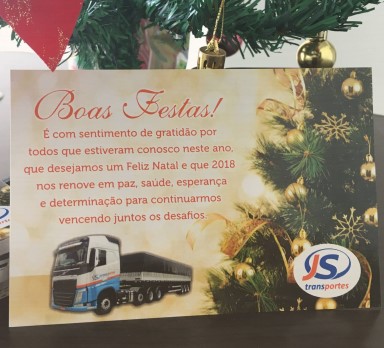 Boas Festas!
É com sentimento de gratidão por
todos que estiveram conosco neste ano,
que desejamos um Feliz Natal e que 2018
nos renove em paz, saúde, esperança
e determinação para continuarmos
vencendo juntos os desafios.
JS
transportes